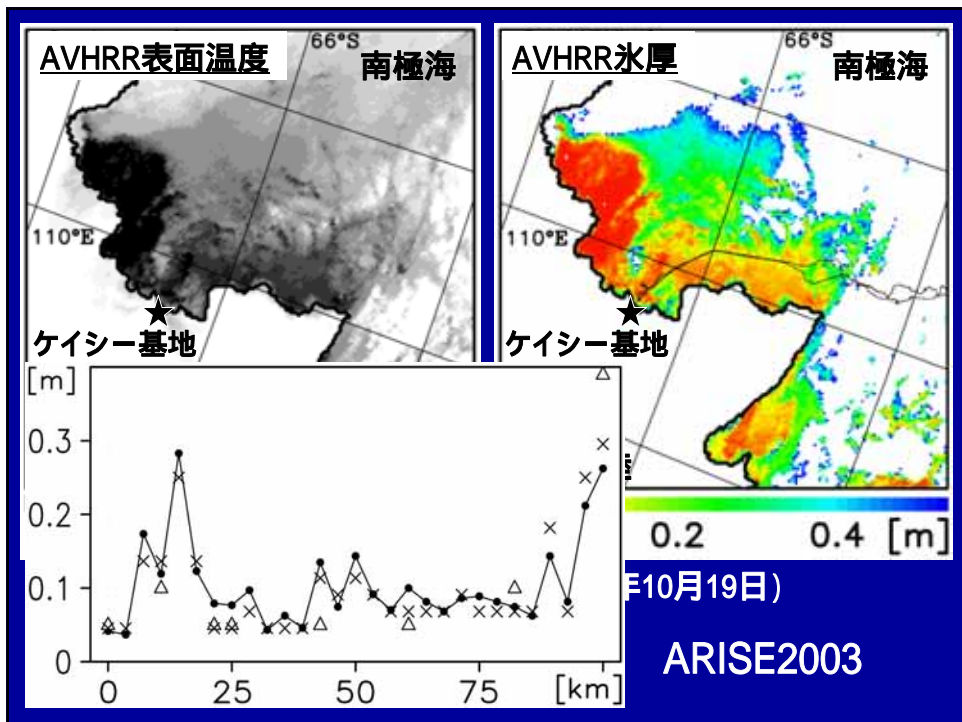 AVHRR表面温度
66°S
南極海
110°E
ケイシー基地
AVHRR氷厚
66°S
南極海
110°E
ケイシー基地
0.2
0.4
[m]
[m]
0.3
0.2
0.1
0
0
25
50
75
[km]
年10月19日）
ARISE2003